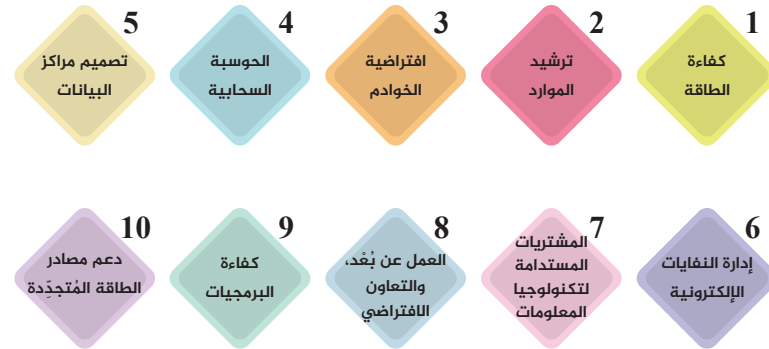 1
كفاءة
الطاقة
2
ترشيد
الموارد
3
افتراضية
الخوادم
4
الحوسبة
السحابية
5
تصميم مراكز
البيانات
6
إدارة النفايات
الإلكترونية
7
المشتريات
المستدامة
لتكنولوجيا
المعلومات
8
العمل عن بُعْد،
والتعاون
الافتراضي
9
كفاءة
البرمجيات
10
دعم مصادر
الطاقة المُتجدِّدة